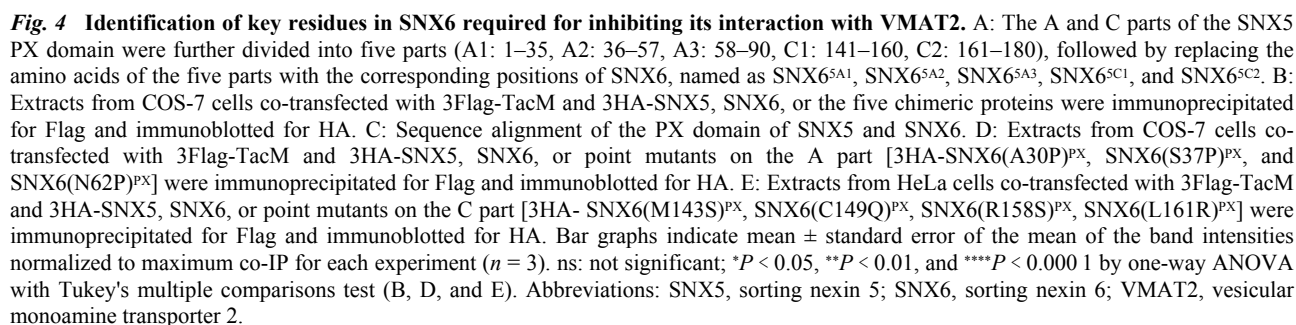 Fig. 4 Identification of key residues in SNX6 required for inhibiting its interaction with VMAT2. A: The A and C parts of the SNX5
PX domain were further divided into five parts (A1: 1–35, A2: 36–57, A3: 58–90, C1: 141–160, C2: 161–180), followed by replacing the
amino acids of the five parts with the corresponding positions of SNX6, named as SNX6⁵ᴬ¹, SNX6⁵ᴬ², SNX6⁵ᴬ³, SNX6⁵ᶜ¹, and SNX6⁵ᶜ². B:
Extracts from COS-7 cells co-transfected with 3Flag-TacM and 3HA-SNX5, SNX6, or the five chimeric proteins were immunoprecipitated
for Flag and immunoblotted for HA. C: Sequence alignment of the PX domain of SNX5 and SNX6. D: Extracts from COS-7 cells co-
transfected with 3Flag-TacM and 3HA-SNX5, SNX6, or point mutants on the A part [3HA-SNX6(A30P)ᴾˣ, SNX6(S37P)ᴾˣ, and
SNX6(N62P)ᴾˣ] were immunoprecipitated for Flag and immunoblotted for HA. E: Extracts from HeLa cells co-transfected with 3Flag-TacM
and 3HA-SNX5, SNX6, or point mutants on the C part [3HA- SNX6(M143S)ᴾˣ, SNX6(C149Q)ᴾˣ, SNX6(R158S)ᴾˣ, SNX6(L161R)ᴾˣ] were
immunoprecipitated for Flag and immunoblotted for HA. Bar graphs indicate mean ± standard error of the mean of the band intensities
normalized to maximum co-IP for each experiment (n = 3). ns: not significant; *P < 0.05, **P < 0.01, and ****P < 0.000 1 by one-way ANOVA
with Tukey's multiple comparisons test (B, D, and E). Abbreviations: SNX5, sorting nexin 5; SNX6, sorting nexin 6; VMAT2, vesicular
monoamine transporter 2.